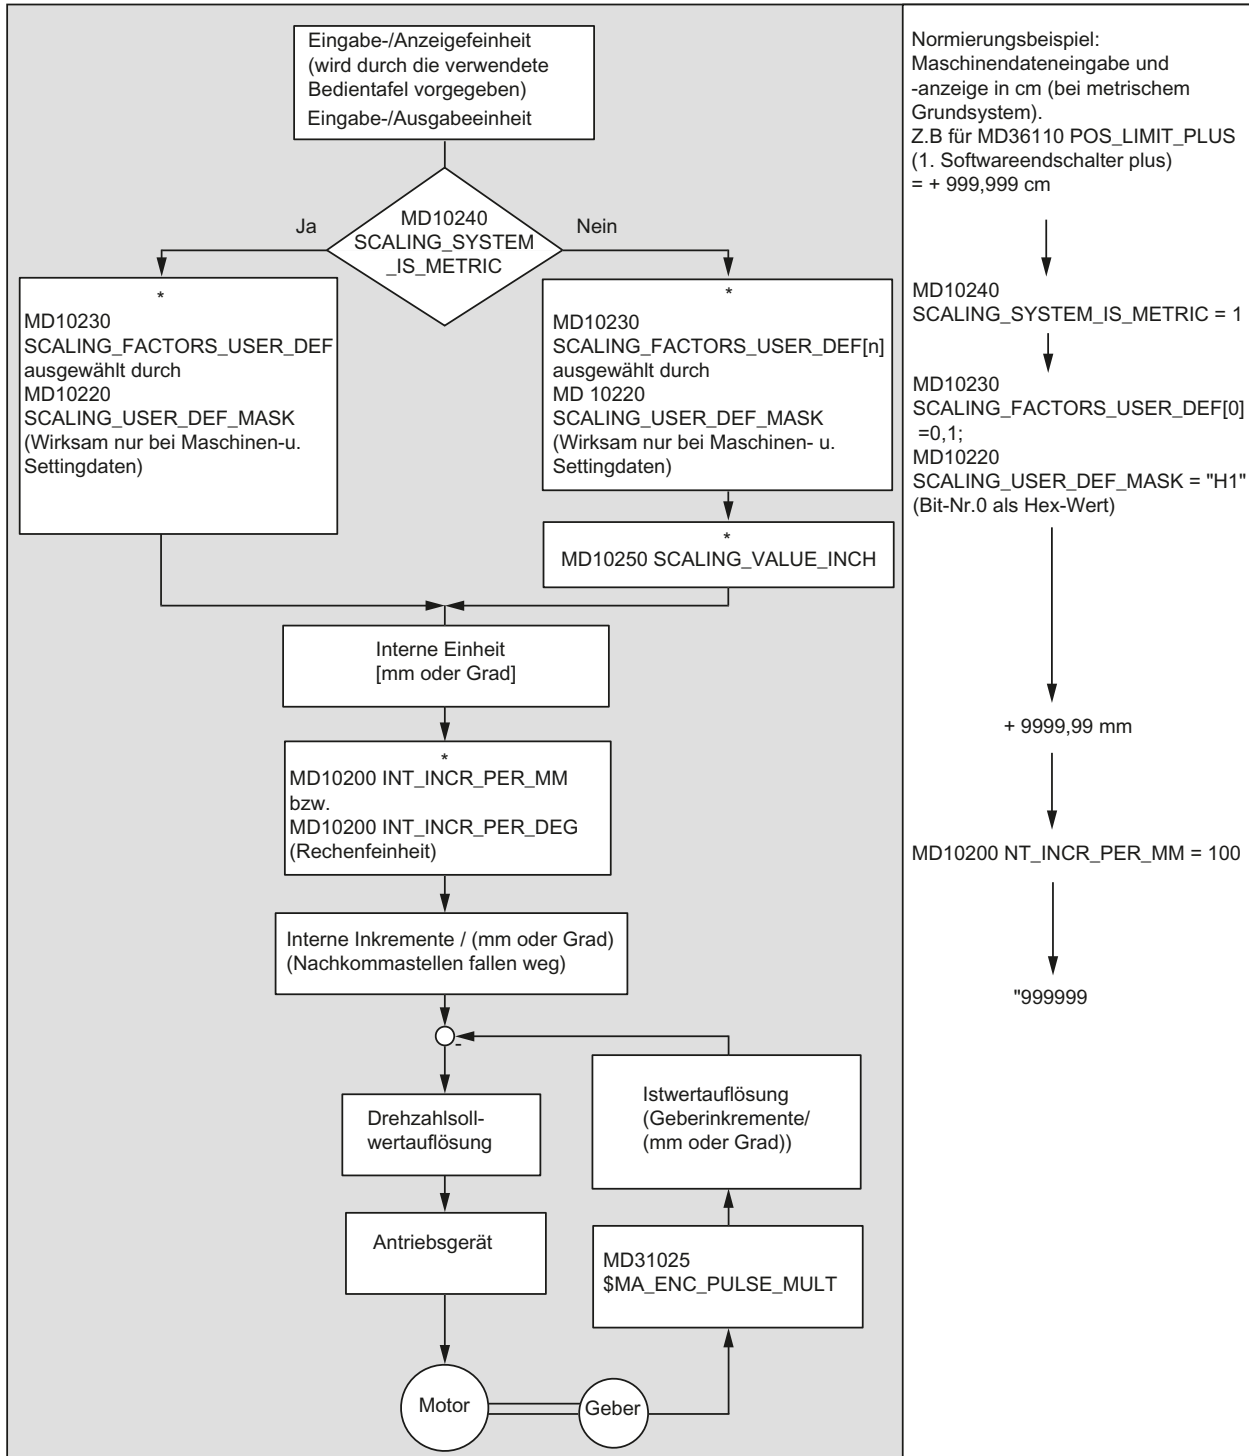 Eingabe-/Anzeigefeinheit
(wird durch die verwendete
Bedientafel vorgegeben)
Eingabe-/Ausgabeeinheit
Ja
MD10240
SCALING_SYSTEM
_IS_METRIC
Nein
*
MD10230
SCALING_FACTORS_USER_DEF
ausgewählt durch
MD10220
SCALING_USER_DEF_MASK
(Wirksam nur bei Maschinen-u.
Settingdaten)
*
MD10230
SCALING_FACTORS_USER_DEF[n]
ausgewählt durch
MD 10220
SCALING_USER_DEF_MASK
(Wirksam nur bei Maschinen- u.
Settingdaten)
*
MD10250 SCALING_VALUE_INCH
Interne Einheit
[mm oder Grad]
*
MD10200 INT_INCR_PER_MM
bzw.
MD10200 INT_INCR_PER_DEG
(Rechenfeinheit)
Interne Inkremente / (mm oder Grad)
(Nachkommastellen fallen weg)
-
Drehzahlsoll-
wertauflösung
Antriebsgerät
Istwertauflösung
(Geberinkremente/
(mm oder Grad))
MD31025
$MA_ENC_PULSE_MULT
Motor
Geber
Normierungsbeispiel:
Maschinendateneingabe und
-anzeige in cm (bei metrischem
Grundsystem).
Z.B für MD36110 POS_LIMIT_PLUS
(1. Softwareendschalter plus)
= + 999,999 cm
MD10240
SCALING_SYSTEM_IS_METRIC = 1
MD10230
SCALING_FACTORS_USER_DEF[0]
=0,1;
MD10220
SCALING_USER_DEF_MASK = "H1"
(Bit-Nr.0 als Hex-Wert)
+ 9999,99 mm
MD10200 NT_INCR_PER_MM = 100
"999999